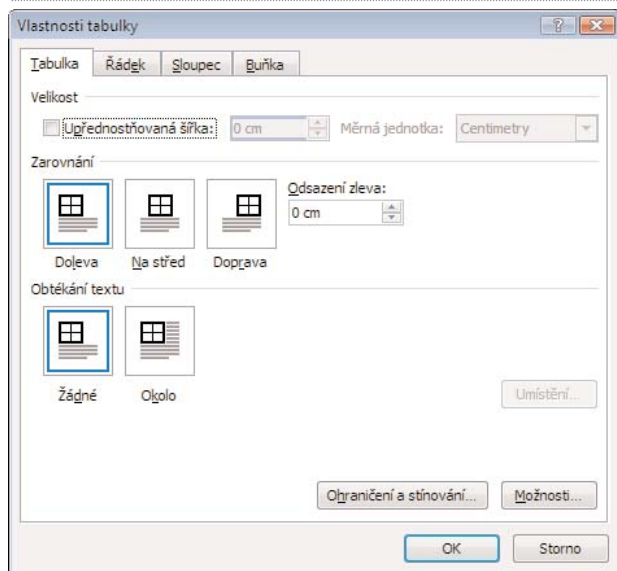 Vlastnosti tabulky
Tabulka Řádek Sloupec Buňka
Velikost
Upřednostňovaná šířka: 0 cm Měrná jednotka: Centimetry
Zarovnání
Odsazení zleva:
0 cm
Doleva Na střed Doprava
Obtékání textu
Žádné Okolo
Umístění...
Ohraničení a stínování... Možnosti...
OK Storno